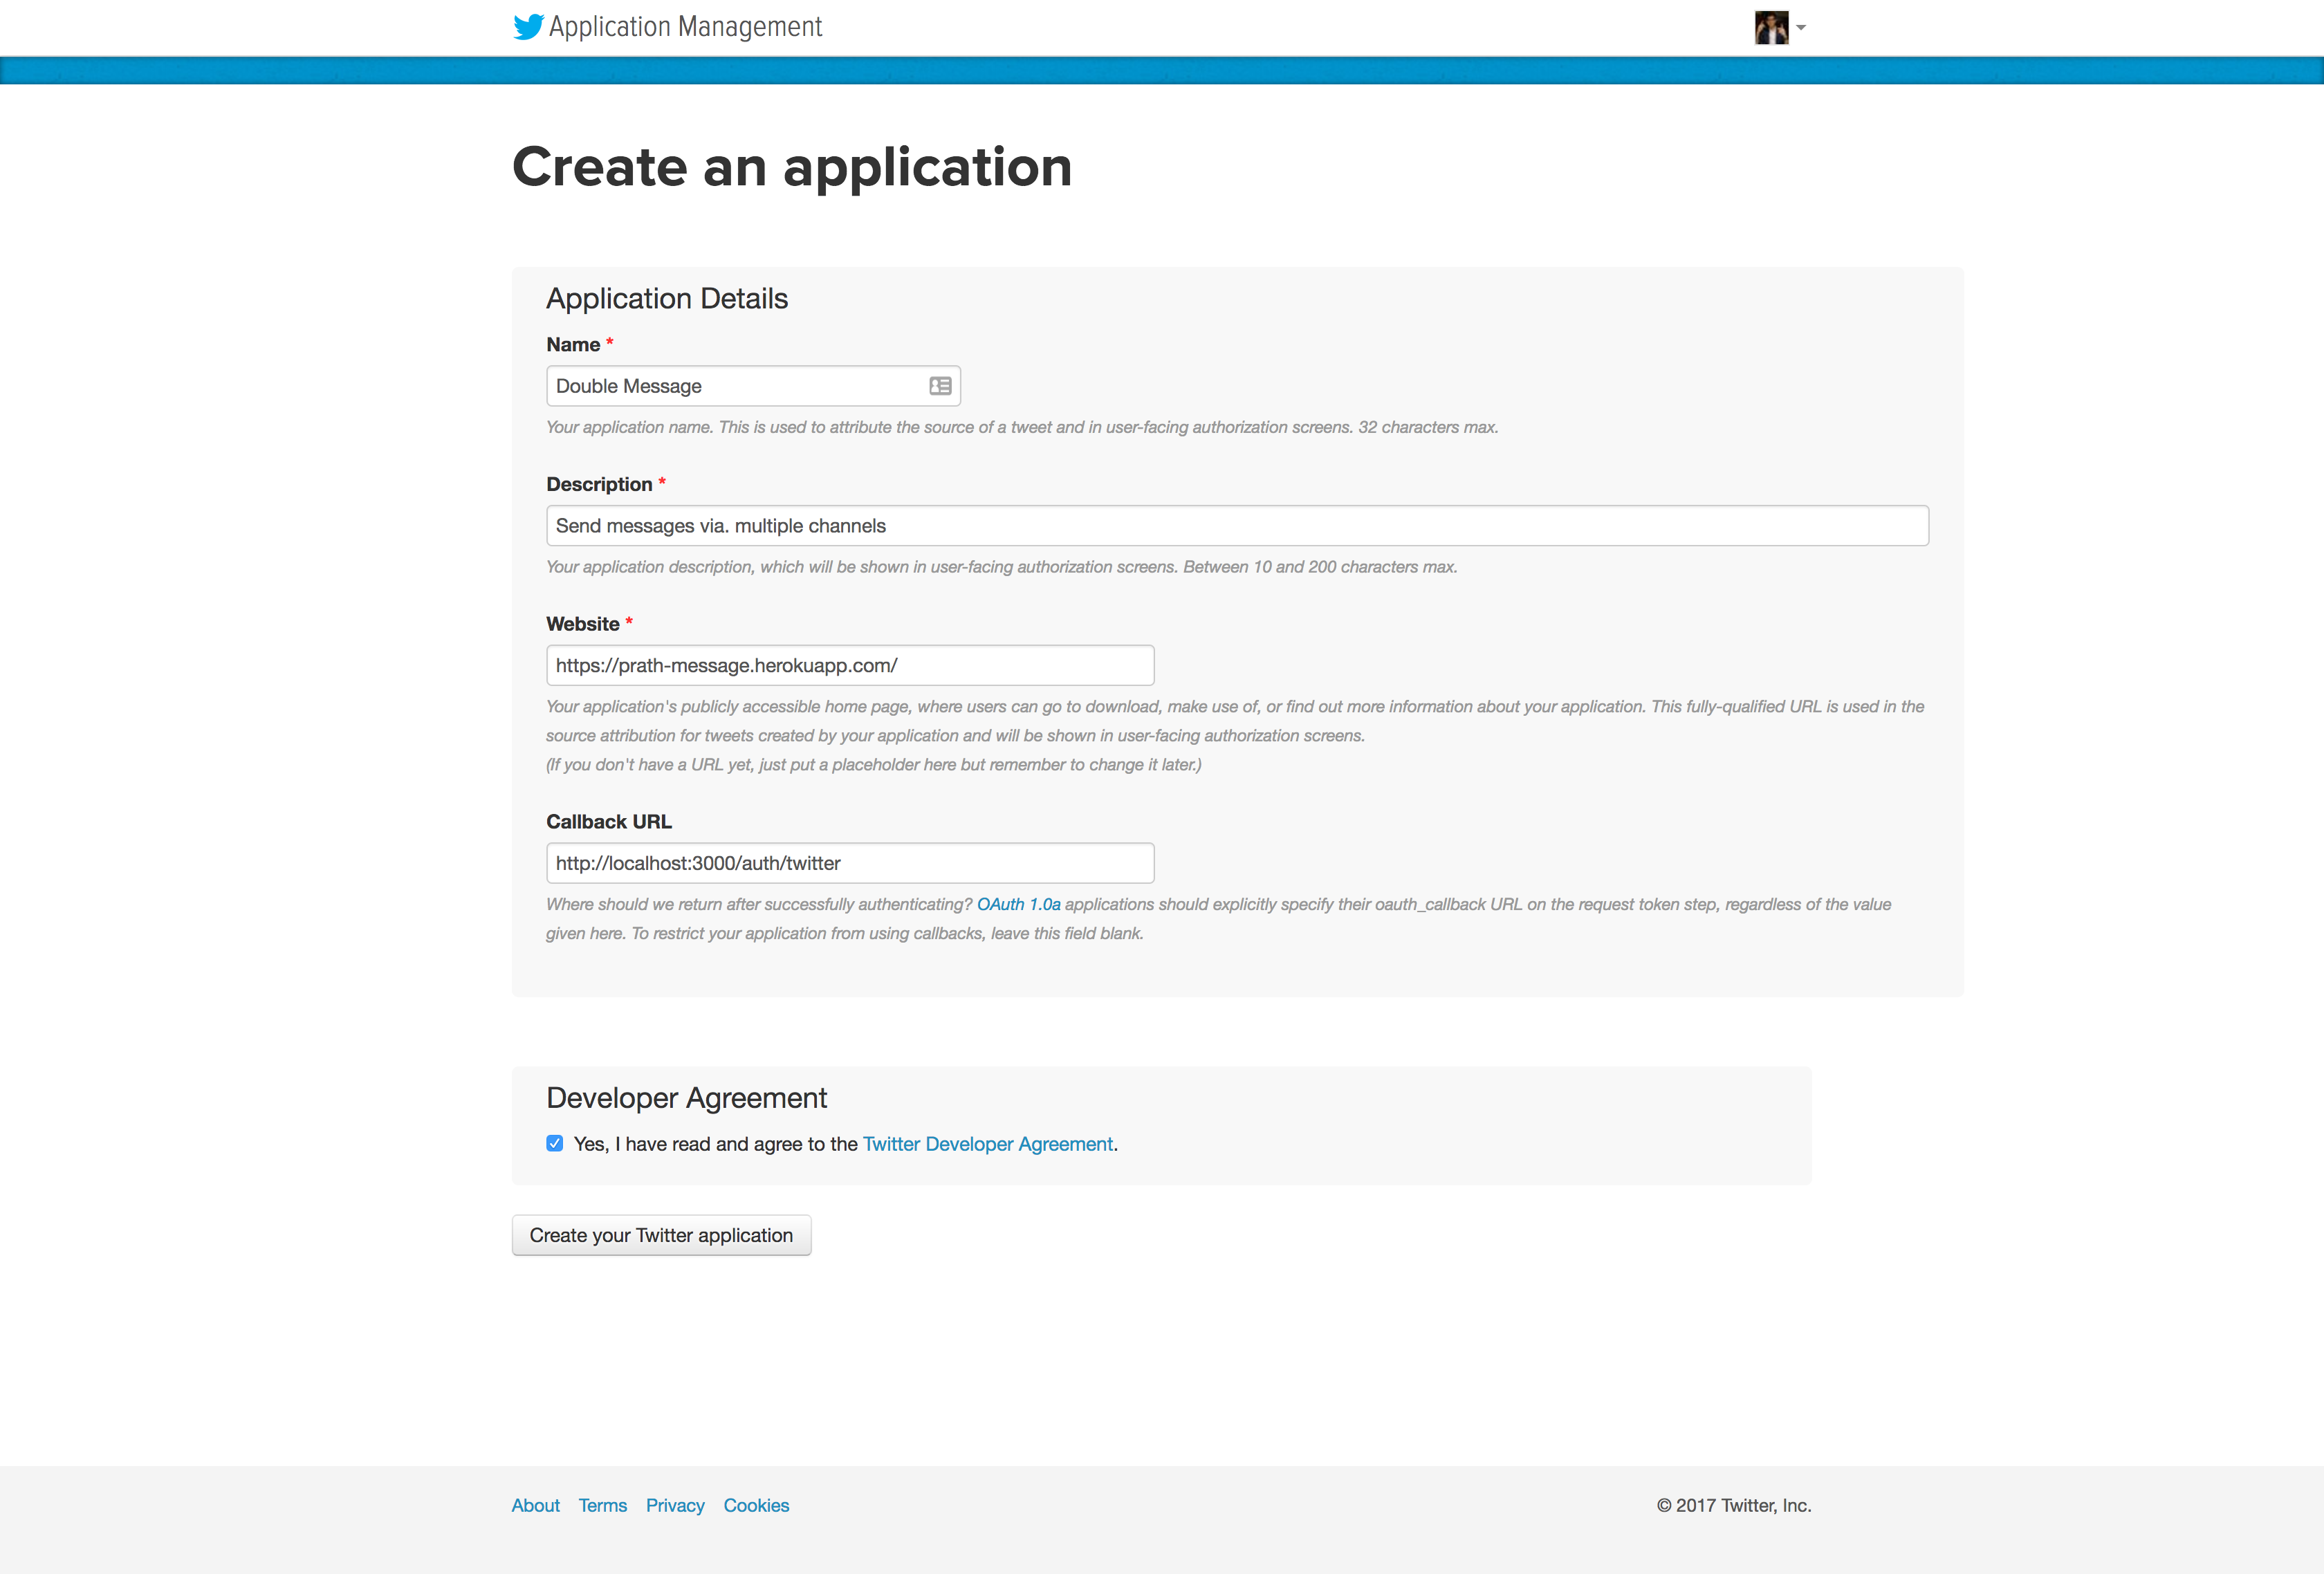 Application Management
Create an application
Application Details
Name *
Double Message
Your application name. This is used to attribute the source of a tweet and in user-facing authorization screens. 32 characters max.
Description *
Send messages via. multiple channels
Your application description, which will be shown in user-facing authorization screens. Between 10 and 200 characters max.
Website *
https://prath-message.herokuapp.com/
Your application's publicly accessible home page, where users can go to download, make use of, or find out more information about your application. This fully-qualified URL is used in the
source attribution for tweets created by your application and will be shown in user-facing authorization screens.
(If you don't have a URL yet, just put a placeholder here but remember to change it later.)
Callback URL
http://localhost:3000/auth/twitter
Where should we return after successfully authenticating? OAuth 1.0a applications should explicitly specify their oauth_callback URL on the request token step, regardless of the value
given here. To restrict your application from using callbacks, leave this field blank.
Developer Agreement
Yes, I have read and agree to the Twitter Developer Agreement.
Create your Twitter application
About Terms Privacy Cookies © 2017 Twitter, Inc.